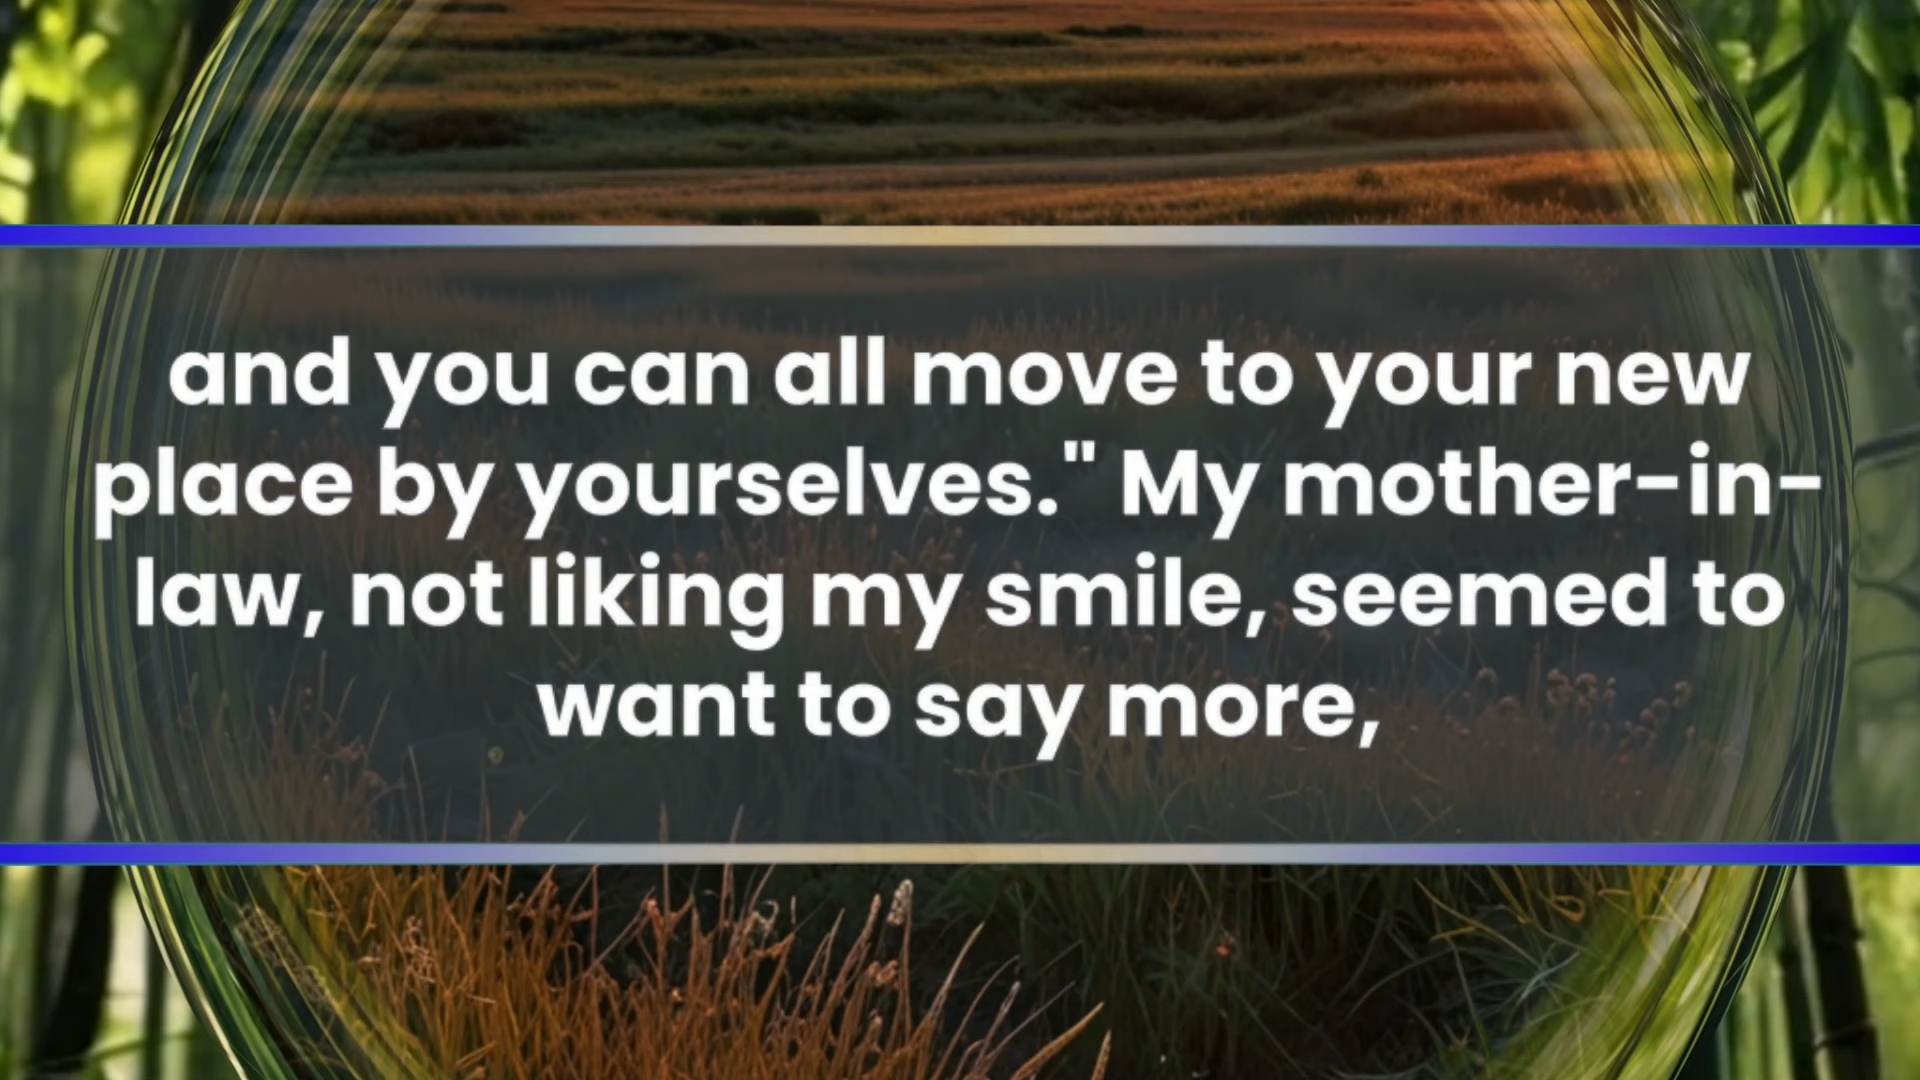 and you can all move to your new
place by yourselves." My mother-in-
law, not liking my smile, seemed to
want to say more,